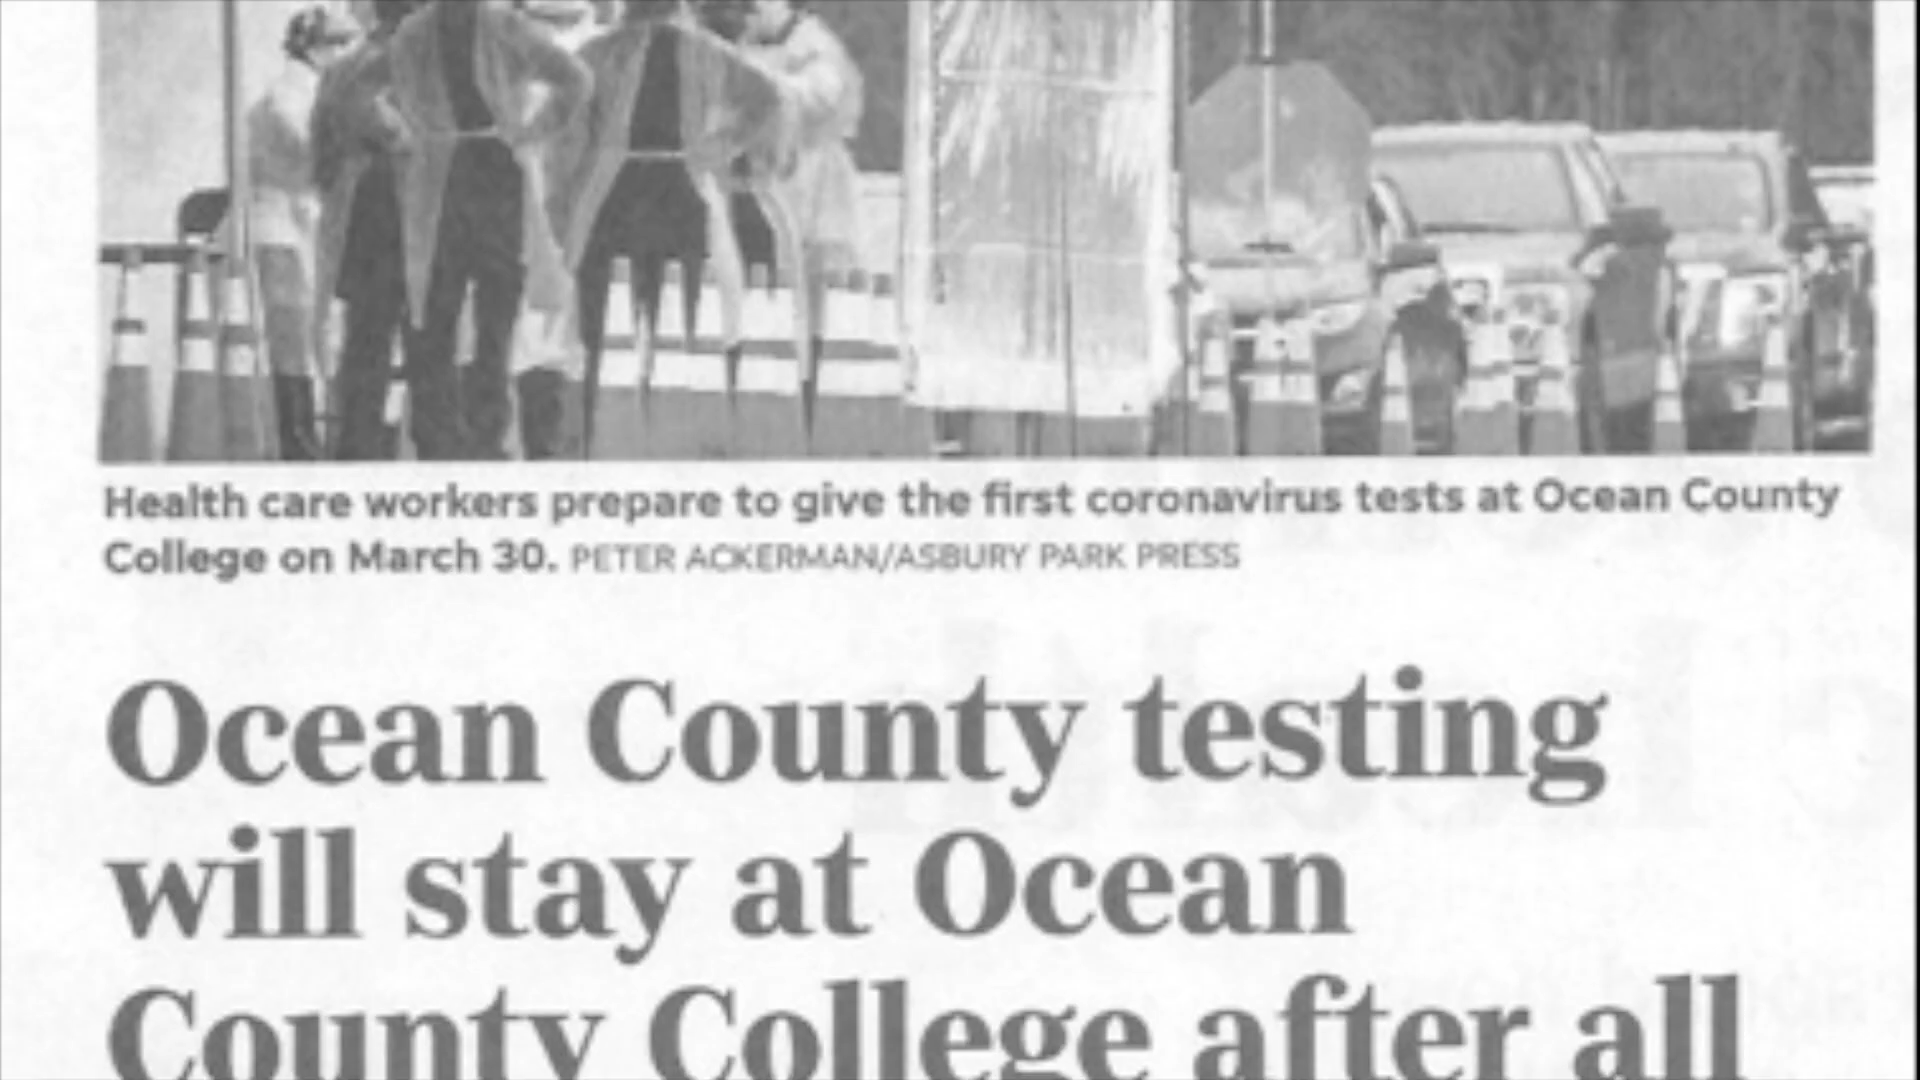 Health care workers prepare to give the first coronavirus tests at Ocean County
College on March 30. PETER ACKERMAN/ASBURY PARK PRESS
Ocean County testing
will stay at Ocean
County College after all